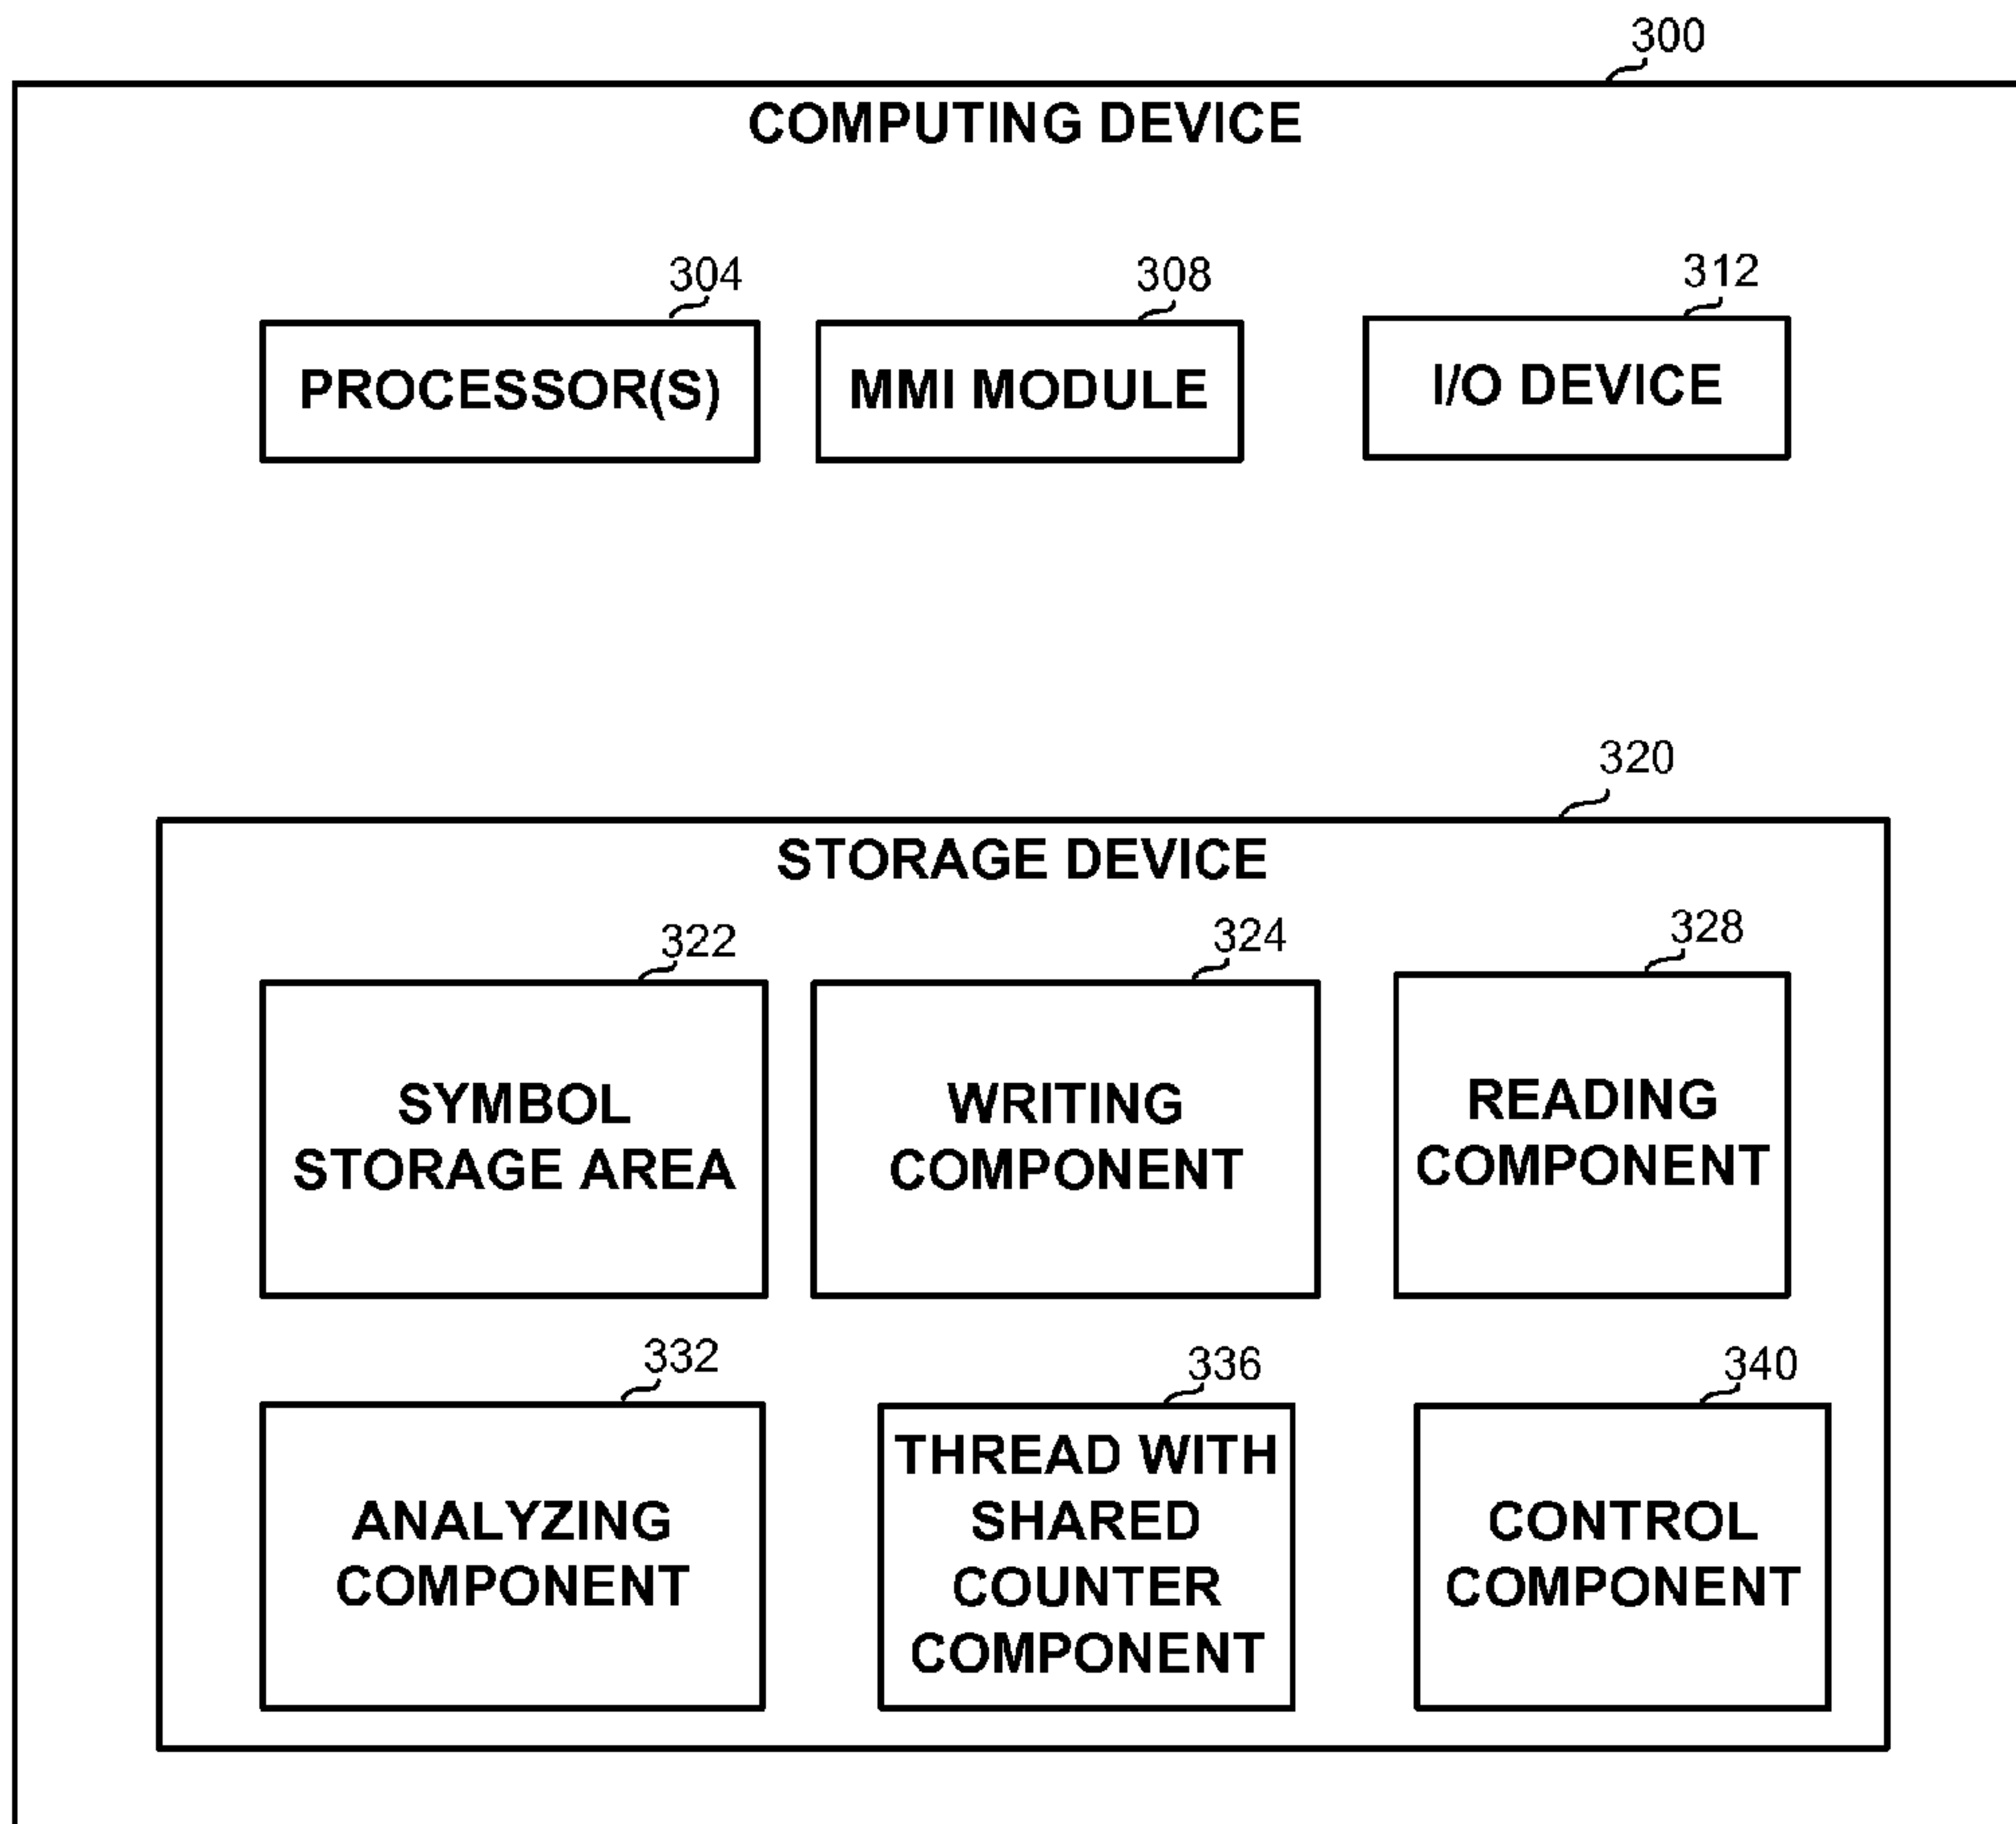 300
COMPUTING DEVICE
304
308
312
PROCESSOR(S)
MMI MODULE
I/O DEVICE
320
STORAGE DEVICE
322
324
328
SYMBOL
STORAGE AREA
WRITING
COMPONENT
READING
COMPONENT
332
336
340
ANALYZING
COMPONENT
THREAD WITH
SHARED
COUNTER
COMPONENT
CONTROL
COMPONENT